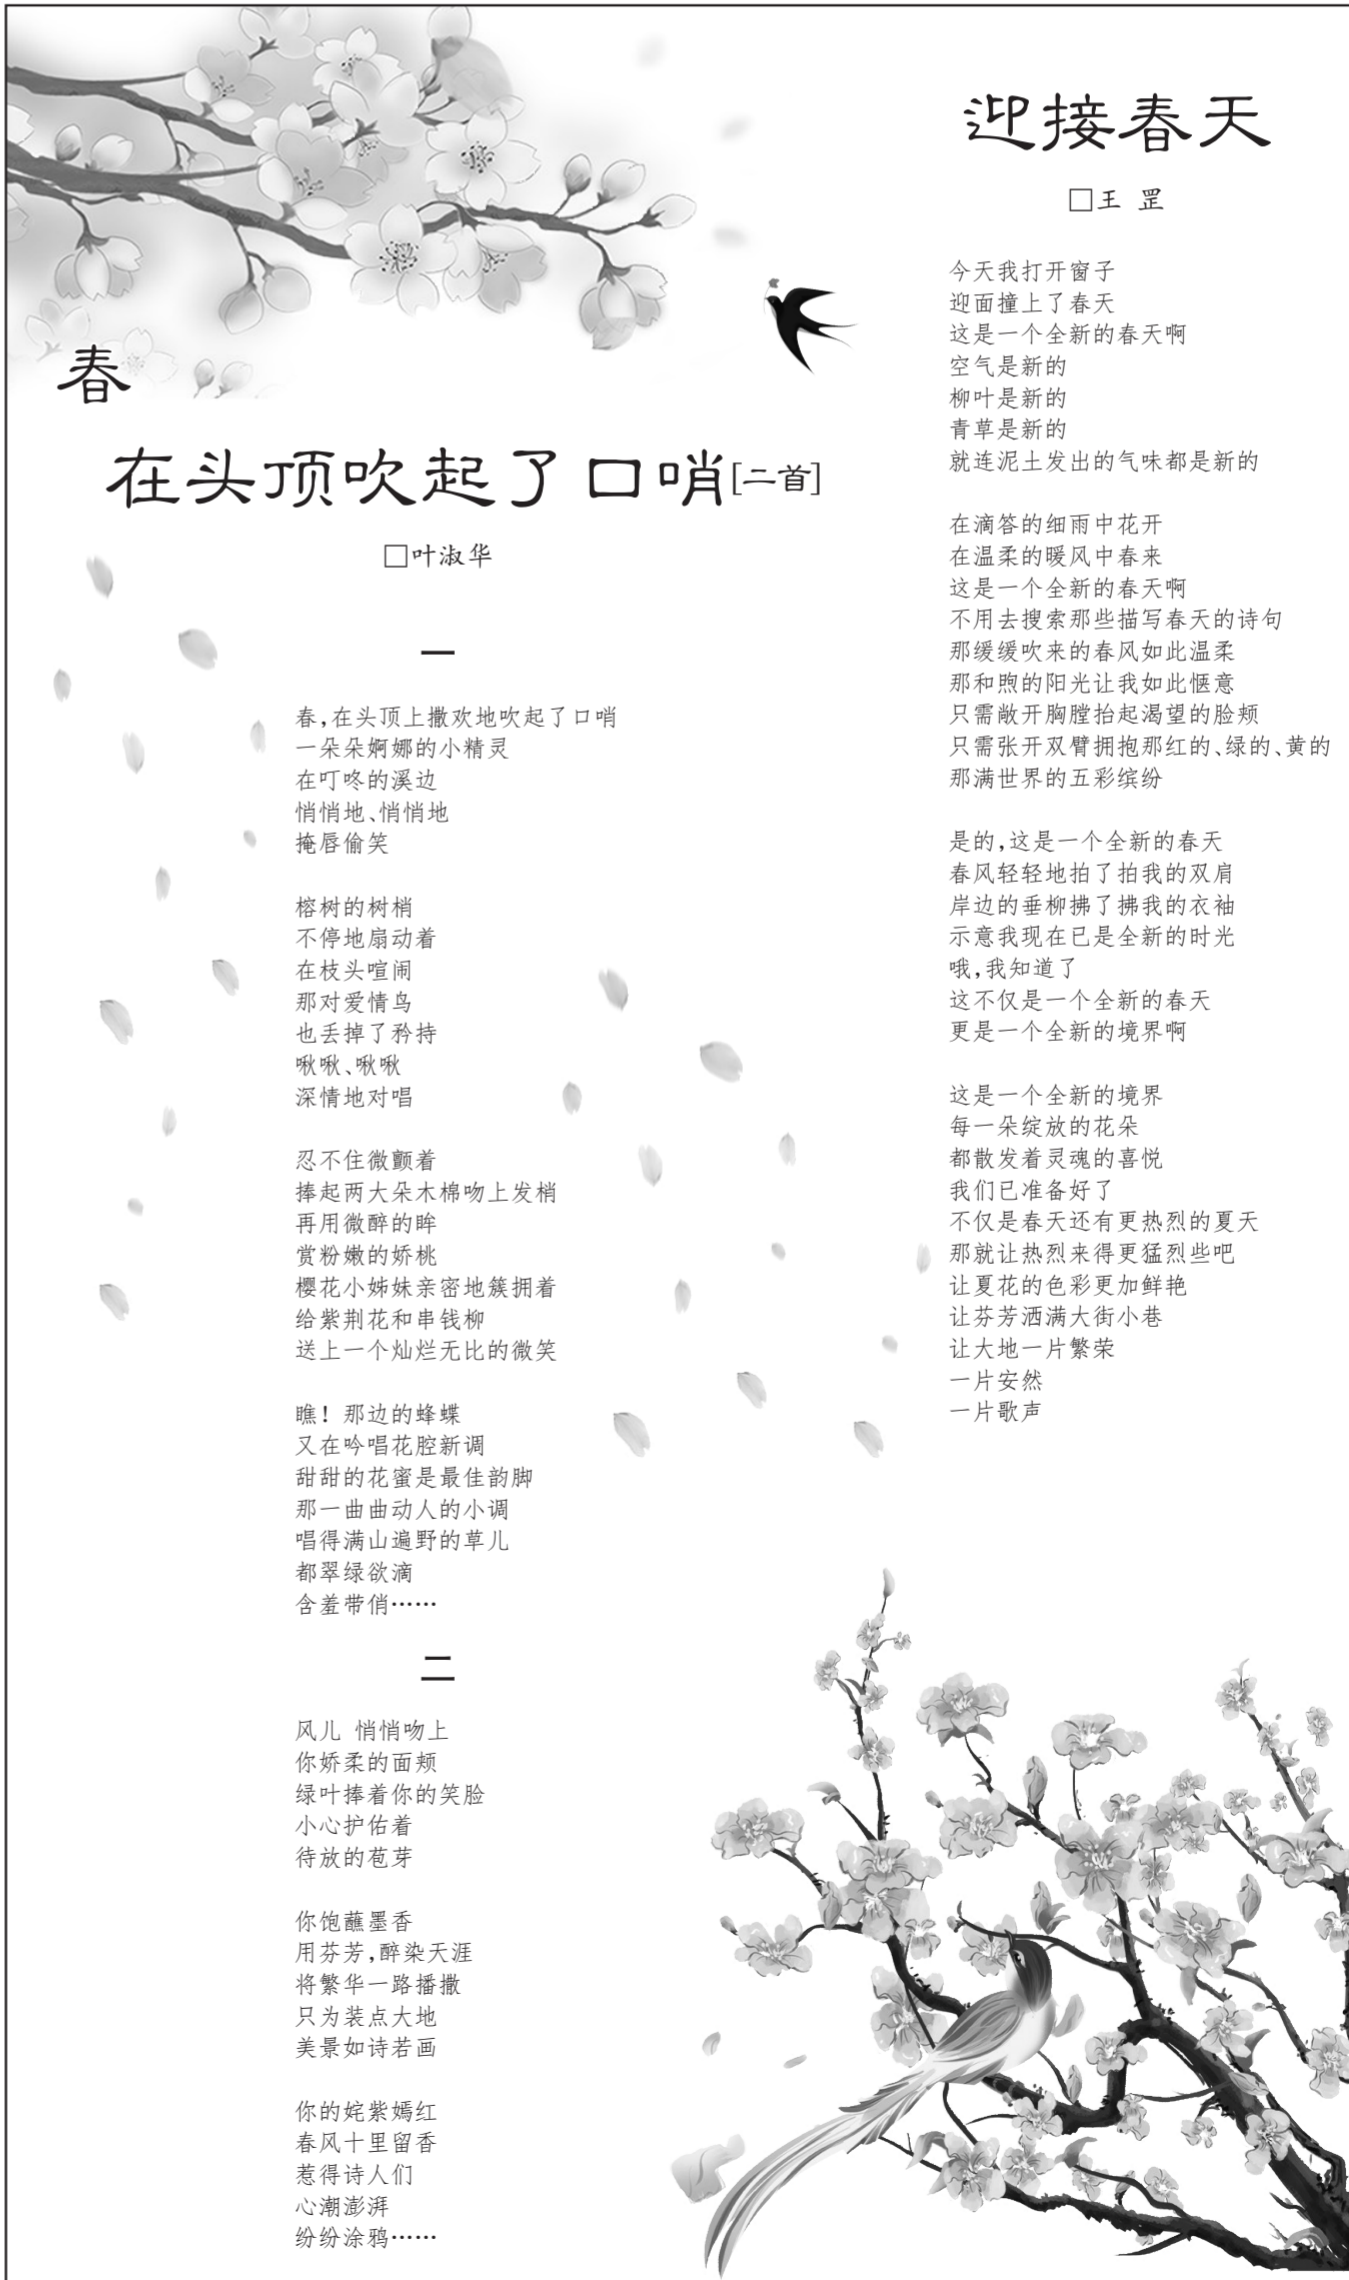 春
在头顶吹起了口哨[二首]
□叶淑华
一
春,在头顶上撒欢地吹起了口哨
一朵朵婀娜的小精灵
在叮咚的溪边
悄悄地、悄悄地
掩唇偷笑
榕树的树梢
不停地扇动着
在枝头喧闹
那对爱情鸟
也丢掉了矜持
啾啾、啾啾
深情地对唱
忍不住微颤着
捧起两大朵木棉吻上发梢
再用微醉的眸
赏粉嫩的娇桃
樱花小姊妹亲密地簇拥着
给紫荆花和串钱柳
送上一个灿烂无比的微笑
瞧！那边的蜂蝶
又在吟唱花腔新调
甜甜的花蜜是最佳韵脚
那一曲曲动人的小调
唱得满山遍野的草儿
都翠绿欲滴
含羞带俏……
二
风儿 悄悄吻上
你娇柔的面颊
绿叶捧着你的笑脸
小心护佑着
待放的苞芽
你饱蘸墨香
用芬芳,醉染天涯
将繁华一路播撒
只为装点大地
美景如诗若画
你的姹紫嫣红
春风十里留香
惹得诗人们
心潮澎湃
纷纷涂鸦……
迎接春天
□王 罡
今天我打开窗子
迎面撞上了春天
这是一个全新的春天啊
空气是新的
柳叶是新的
青草是新的
就连泥土发出的气味都是新的
在滴答的细雨中花开
在温柔的暖风中春来
这是一个全新的春天啊
不用去搜索那些描写春天的诗句
那缓缓吹来的春风如此温柔
那和煦的阳光让我如此惬意
只需敞开胸膛抬起渴望的脸颊
只需张开双臂拥抱那红的、绿的、黄的
那满世界的五彩缤纷
是的,这是一个全新的春天
春风轻轻地拍了拍我的双肩
岸边的垂柳拂了拂我的衣袖
示意我现在已是全新的时光
哦,我知道了
这不仅是一个全新的春天
更是一个全新的境界啊
这是一个全新的境界
每一朵绽放的花朵
都散发着灵魂的喜悦
我们已准备好了
不仅是春天还有更热烈的夏天
那就让热烈来得更猛烈些吧
让夏花的色彩更加鲜艳
让芬芳洒满大街小巷
让大地一片繁荣
一片安然
一片歌声